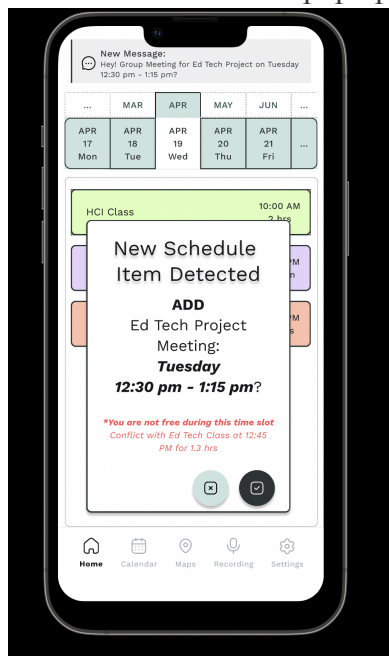 New Message:
Hey! Group Meeting for Ed Tech Project on Tuesday
12:30 pm - 1:15 pm?
... MAR APR MAY JUN ...
APR APR APR APR APR
17 18 19 20 21 ...
Mon Tue Wed Thu Fri
HCI Class 10:00 AM
2 hrs
New Schedule
Item Detected
ADD
Ed Tech Project
Meeting:
Tuesday
12:30 pm - 1:15 pm?
*You are not free during this time slot
Conflict with Ed Tech Class at 12:45
PM for 1.3 hrs
Home Calendar Maps Recording Settings